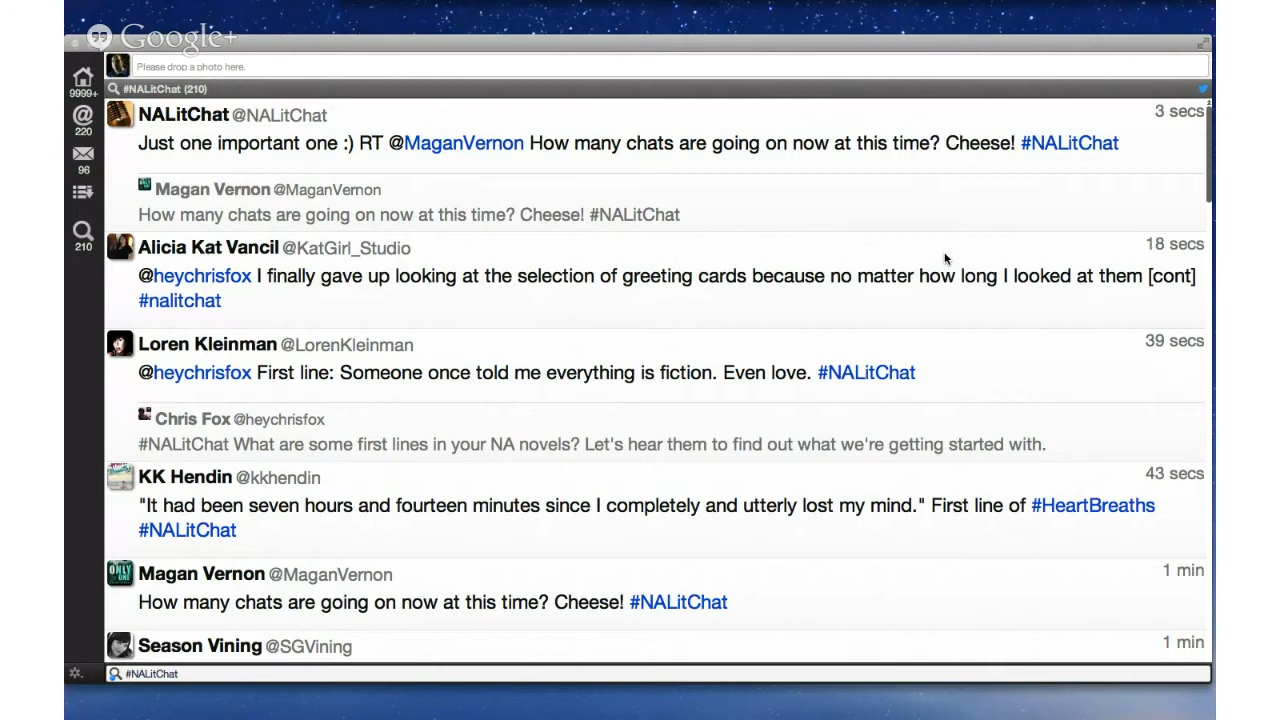 Google+
Please drop a photo here.
9999+
#NALitChat (210)
NALitChat @NALitChat 3 secs
220
Just one important one :) RT @MaganVernon How many chats are going on now at this time? Cheese! #NALitChat
96
Magan Vernon @MaganVernon
How many chats are going on now at this time? Cheese! #NALitChat
210
Alicia Kat Vancil @KatGirl_Studio 18 secs
@heychrisfox I finally gave up looking at the selection of greeting cards because no matter how long I looked at them [cont]
#nalitchat
Loren Kleinman @LorenKleinman 39 secs
@heychrisfox First line: Someone once told me everything is fiction. Even love. #NALitChat
Chris Fox @heychrisfox
#NALitChat What are some first lines in your NA novels? Let's hear them to find out what we're getting started with.
KK Hendin @kkhendin 43 secs
"It had been seven hours and fourteen minutes since I completely and utterly lost my mind." First line of #HeartBreaths
#NALitChat
Magan Vernon @MaganVernon 1 min
How many chats are going on now at this time? Cheese! #NALitChat
Season Vining @SGVining 1 min
#NALitChat